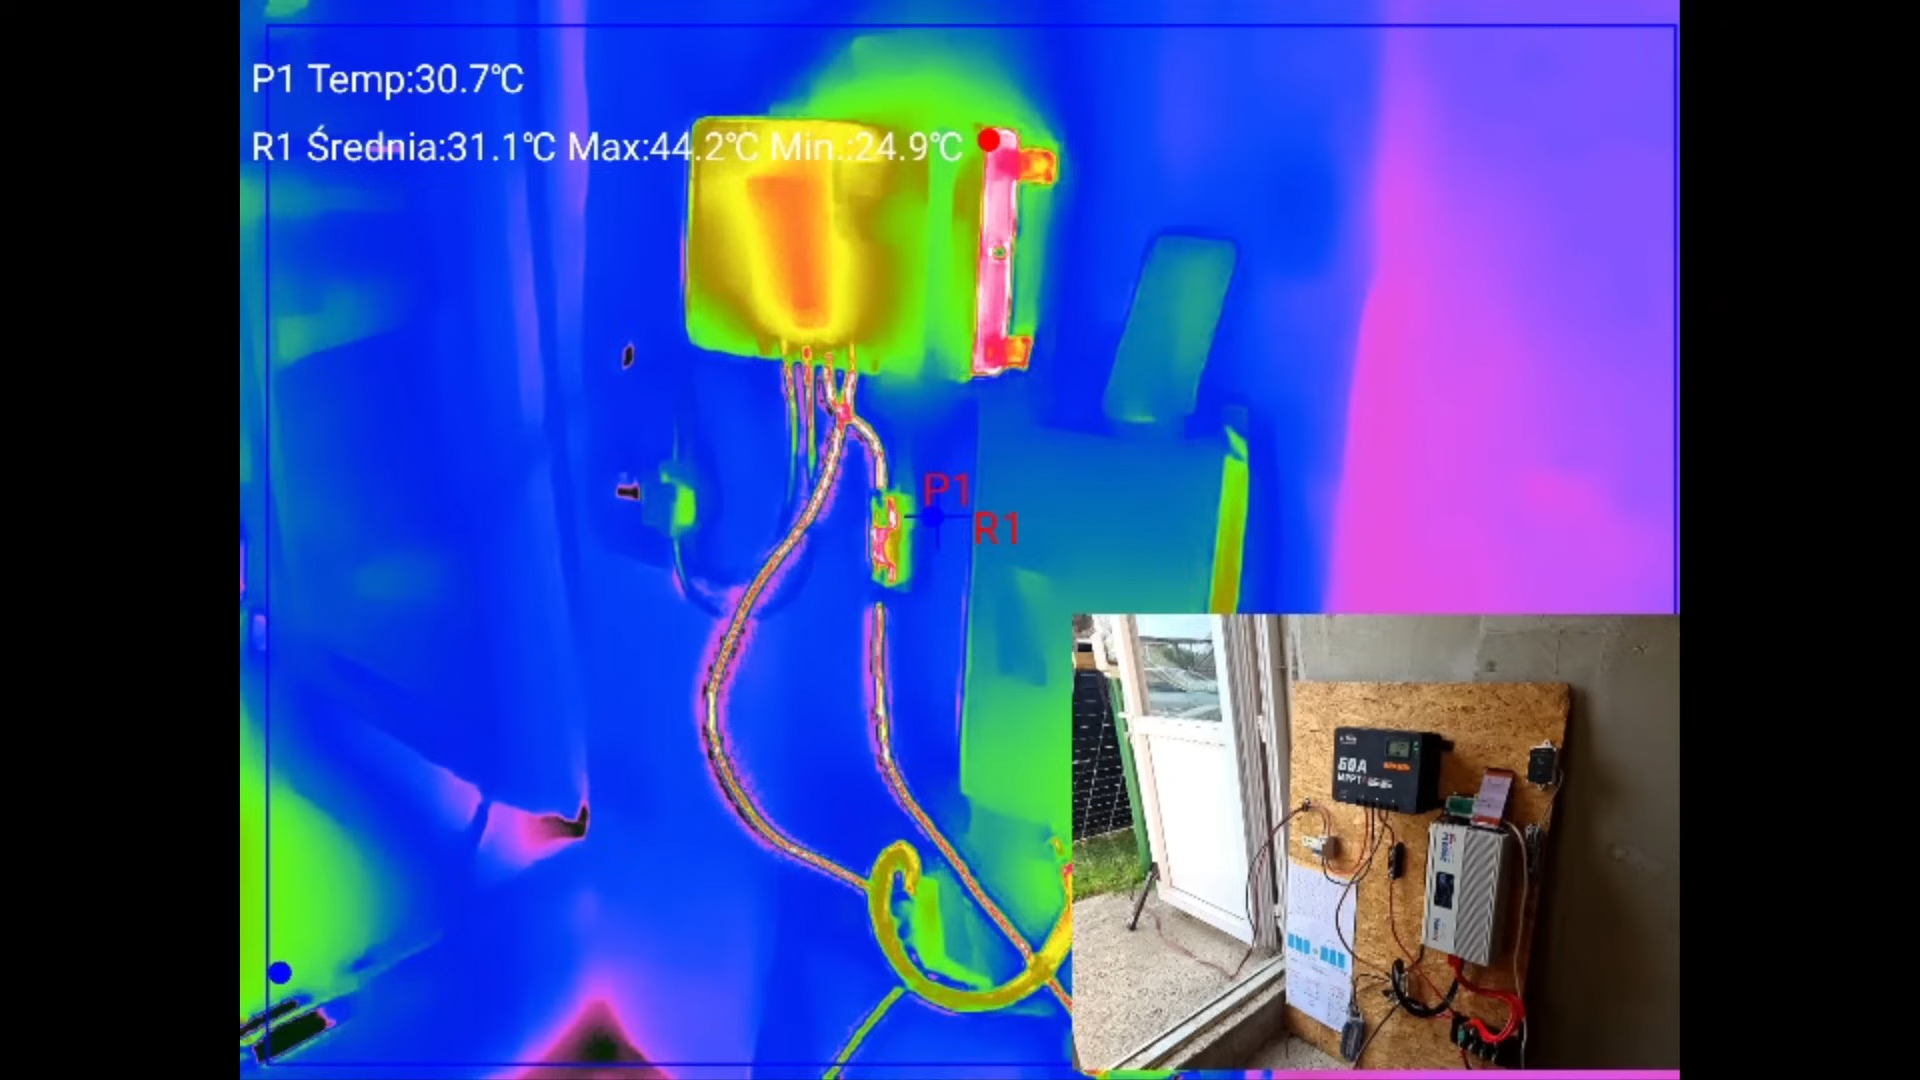 P1 Temp:30.7℃
R1 Średnia:31.1℃ Max:44.2℃ Min.:24.9℃
P1
R1
60A
MPPT